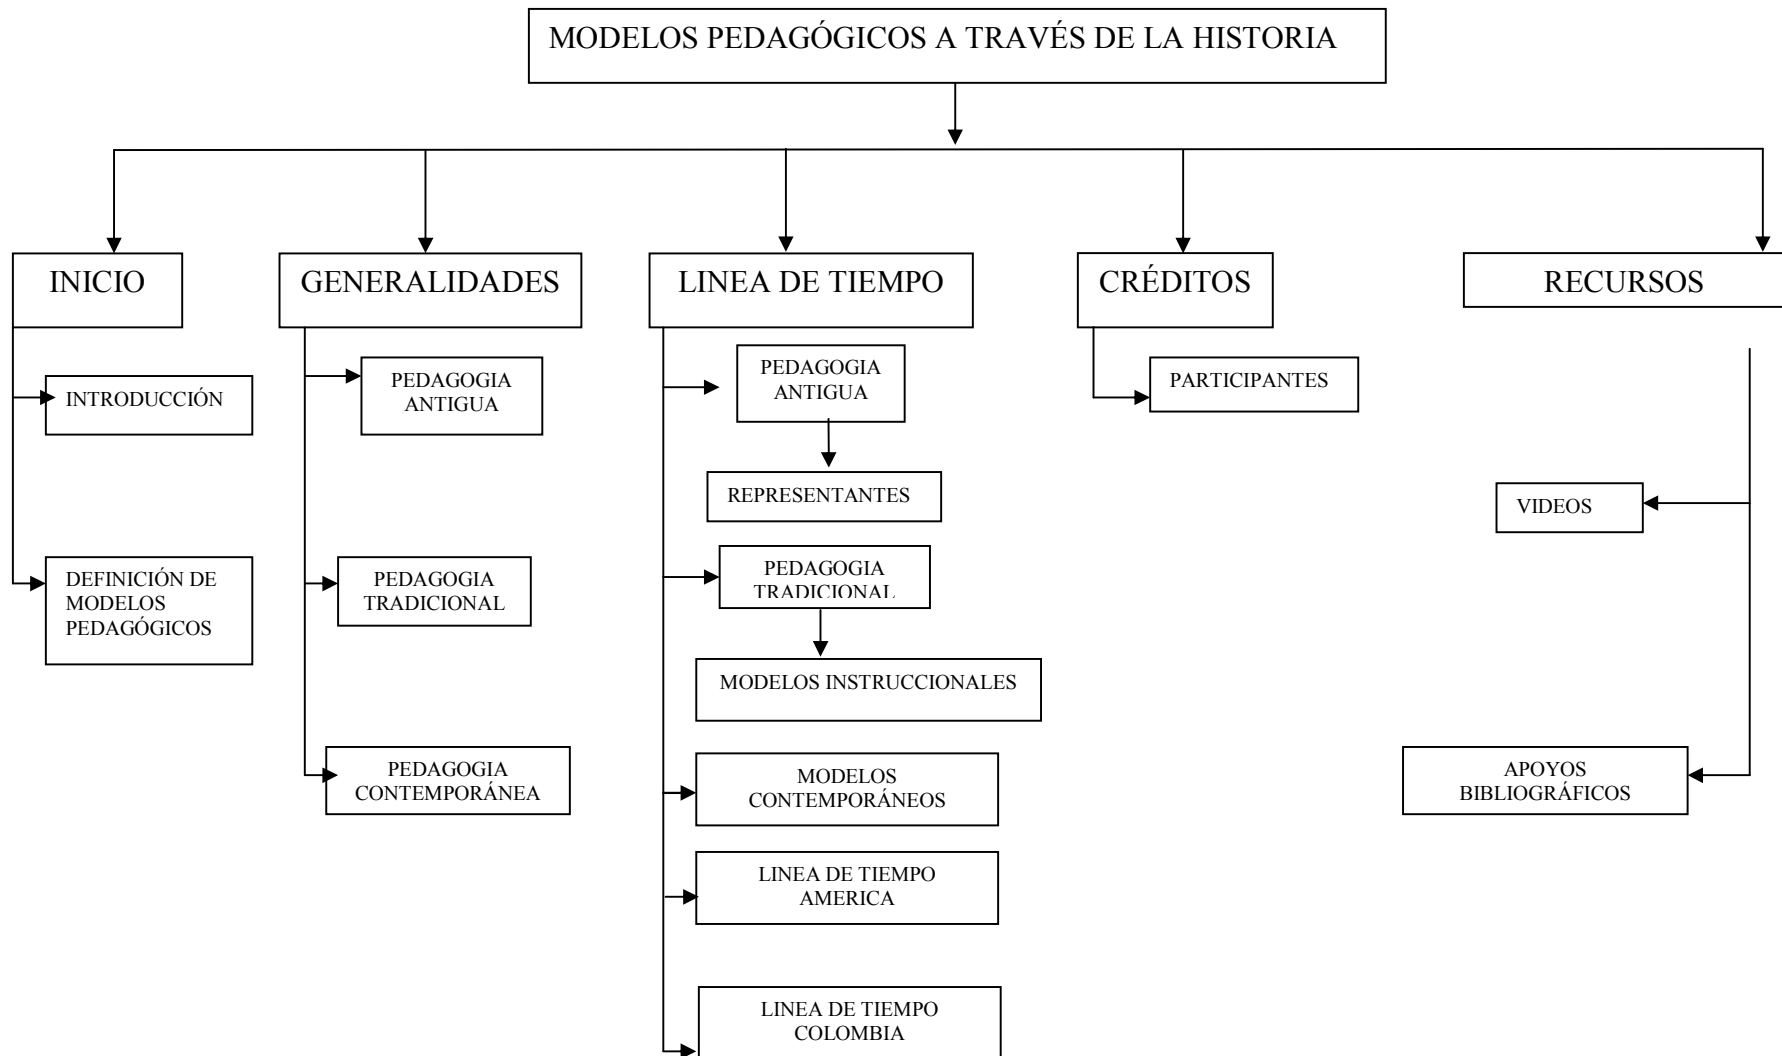 MODELOS PEDAGÓGICOS A TRAVÉS DE LA HISTORIA
INICIO
INTRODUCCIÓN
DEFINICIÓN DE
MODELOS
PEDAGÓGICOS
GENERALIDADES
PEDAGOGIA
ANTIGUA
PEDAGOGIA
TRADICIONAL
PEDAGOGIA
CONTEMPORÁNEA
LINEA DE TIEMPO
PEDAGOGIA
ANTIGUA
REPRESENTANTES
PEDAGOGIA
TRADICIONAL
MODELOS INSTRUCCIONALES
MODELOS
CONTEMPORÁNEOS
LINEA DE TIEMPO
AMERICA
LINEA DE TIEMPO
COLOMBIA
CRÉDITOS
PARTICIPANTES
RECURSOS
VIDEOS
APOYOS
BIBLIOGRÁFICOS